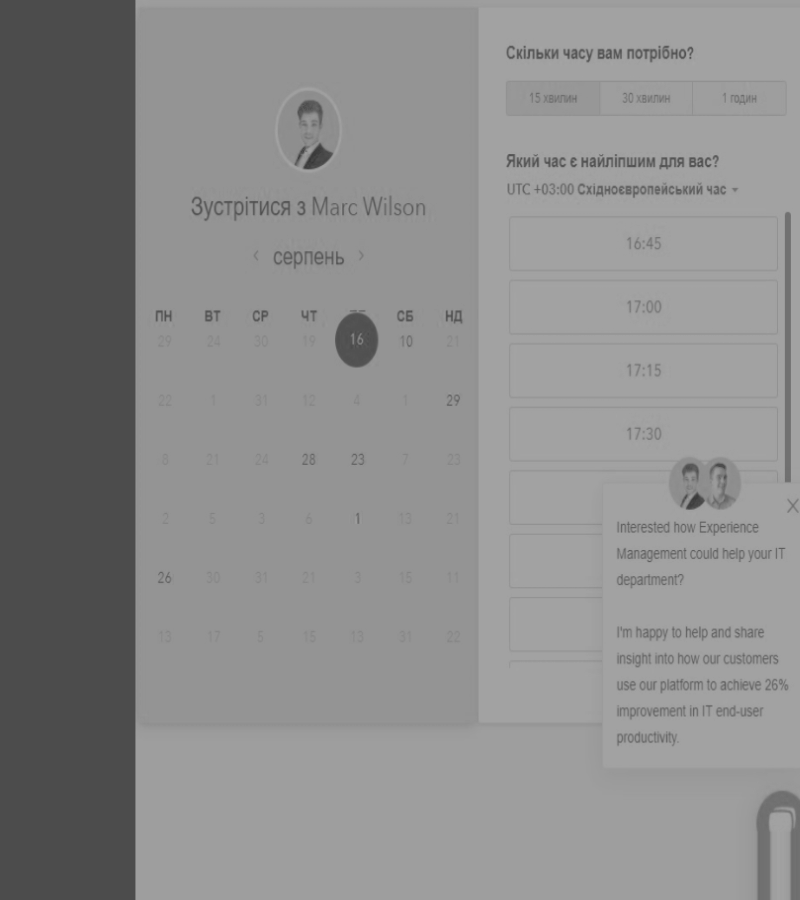 Зустрітися з Marc Wilson
‹ серпень ›
ПН ВТ СР ЧТ СБ НД
29 24 30 19 16 10 21
22 1 31 12 4 1 29
8 21 24 28 23 7 23
2 5 3 6 1 13 21
26 30 31 21 3 15 11
13 17 5 15 13 31 22
Скільки часу вам потрібно?
15 хвилин 30 хвилин 1 годин
Який час є найліпшим для вас?
UTC +03:00 Східноєвропейський час
16:45
17:00
17:15
17:30
X
Interested how Experience
Management could help your IT
department?
I'm happy to help and share
insight into how our customers
use our platform to achieve 26%
improvement in IT end-user
productivity.